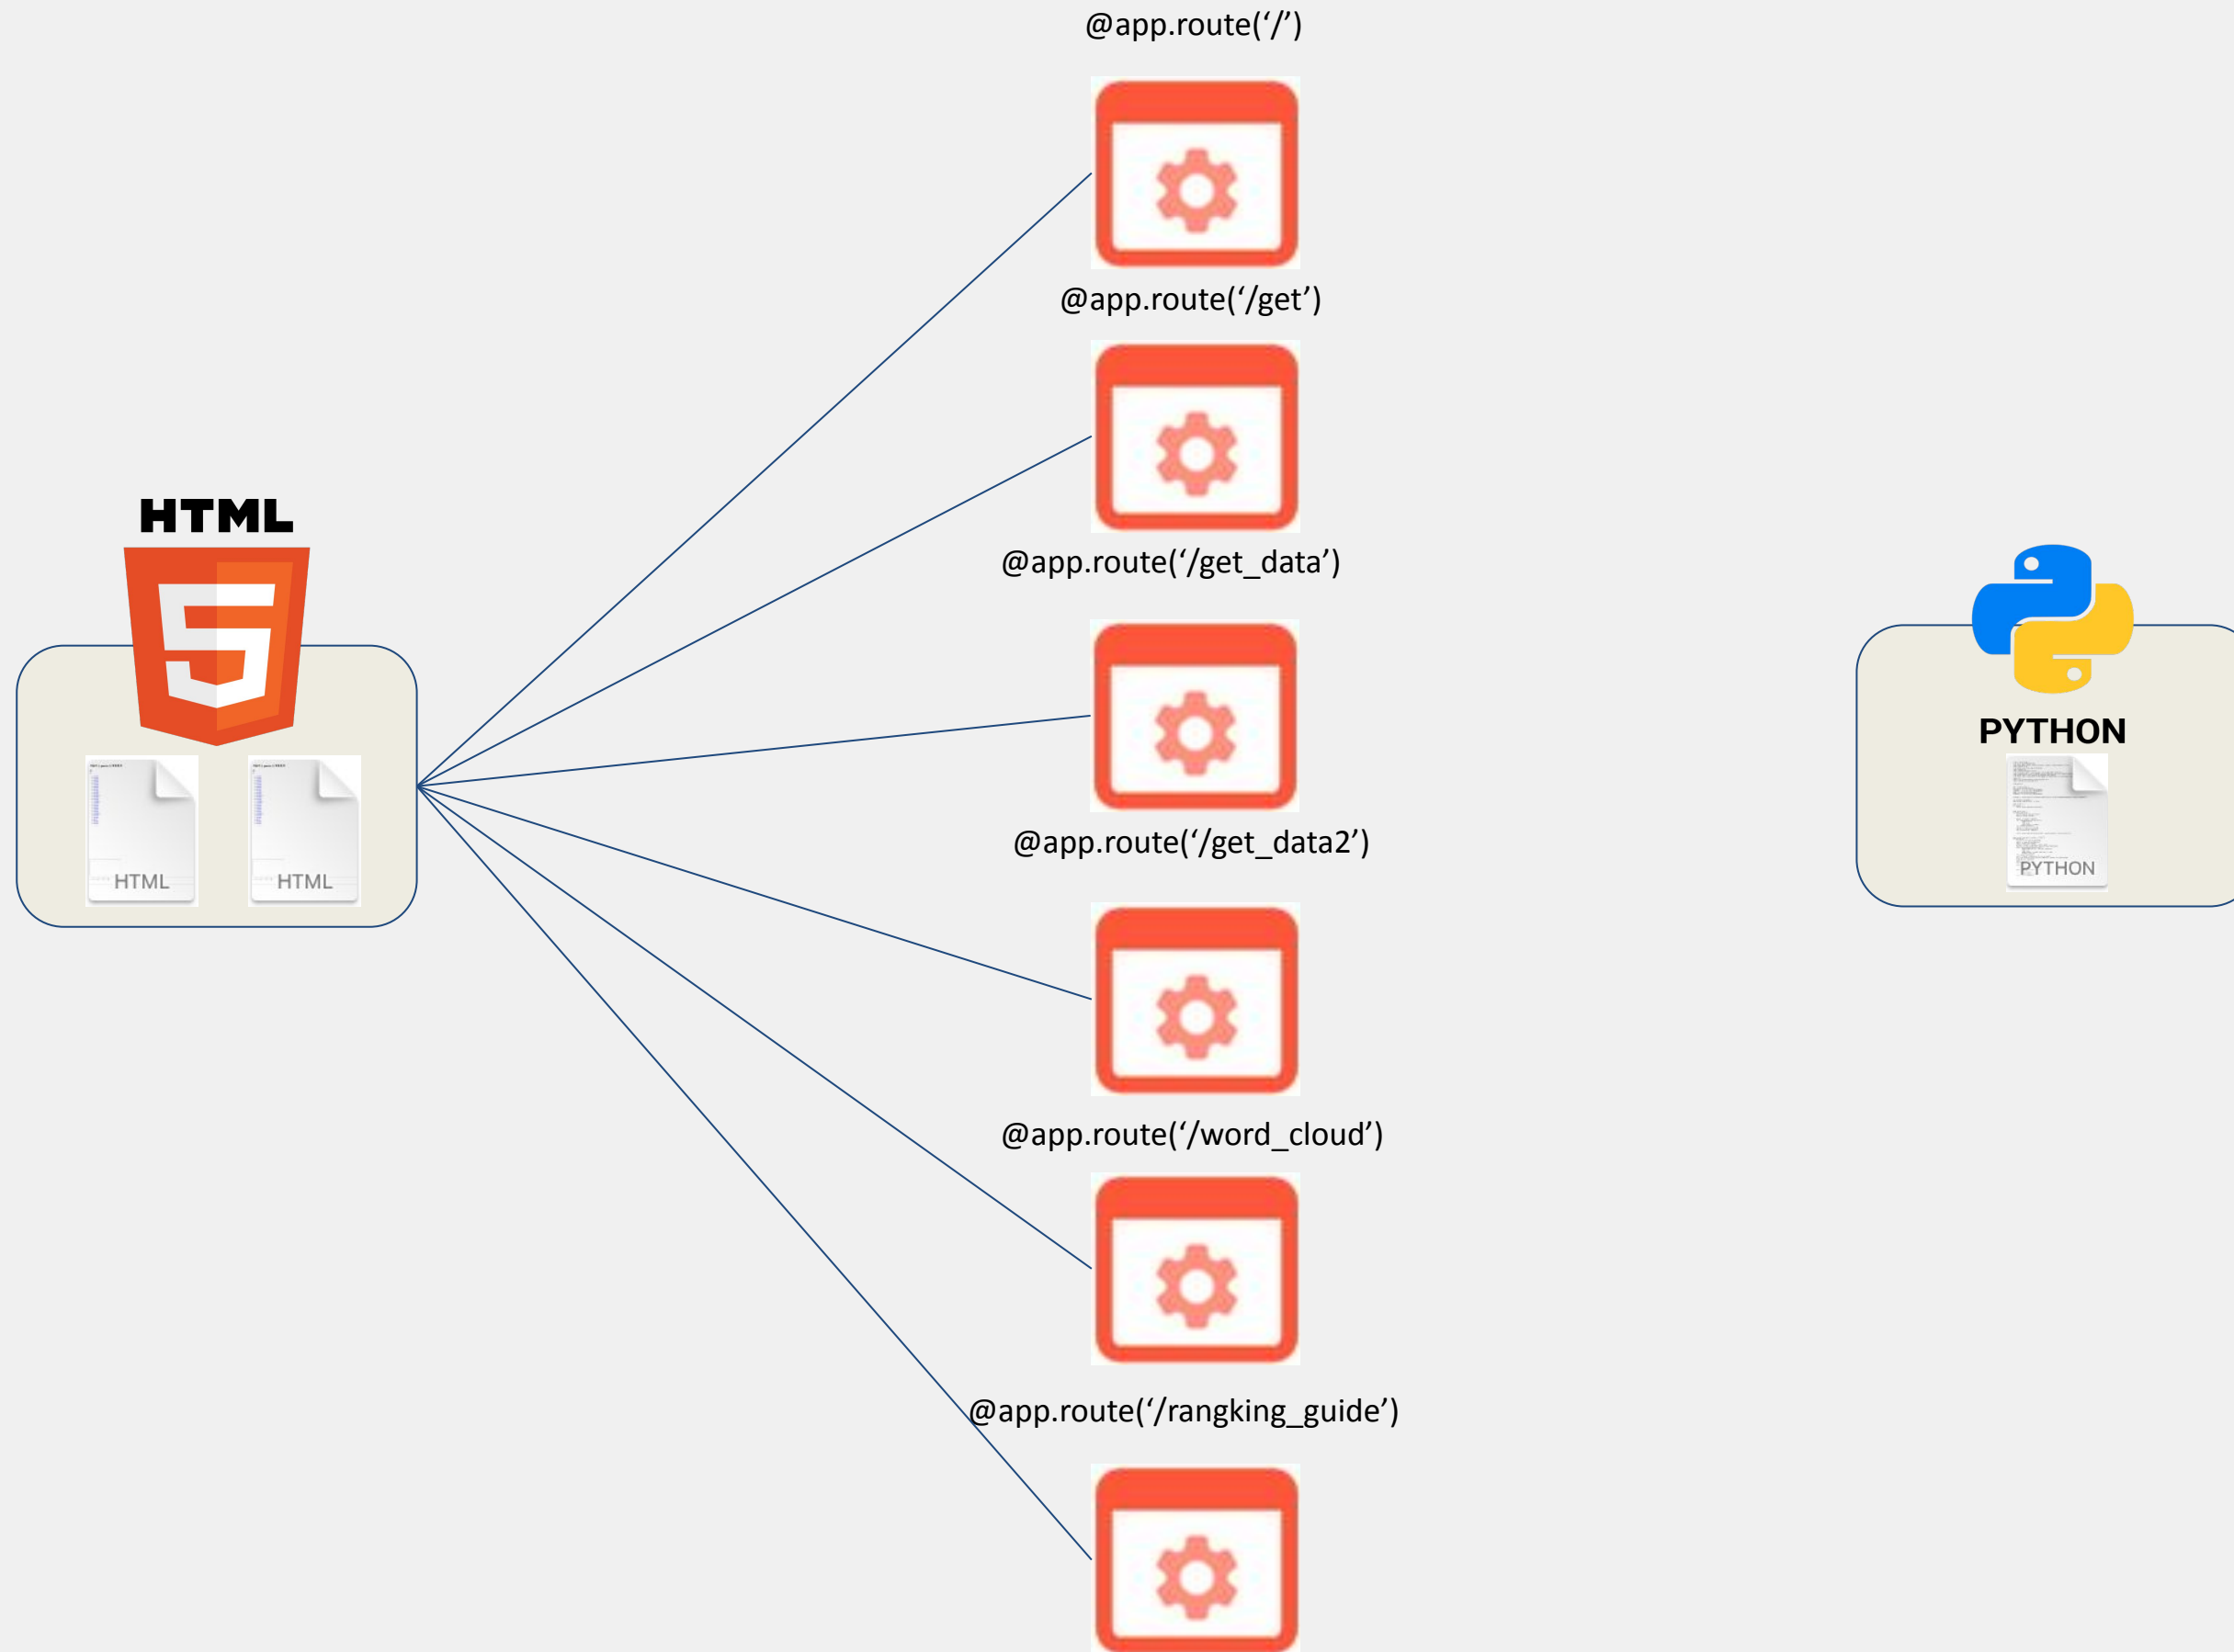 @app.route(‘/’)
@app.route(‘/get’)
HTML
@app.route(‘/get_data’)
PYTHON
@app.route(‘/get_data2’)
HTML
HTML
PYTHON
@app.route(‘/word_cloud’)
@app.route(‘/rangking_guide’)